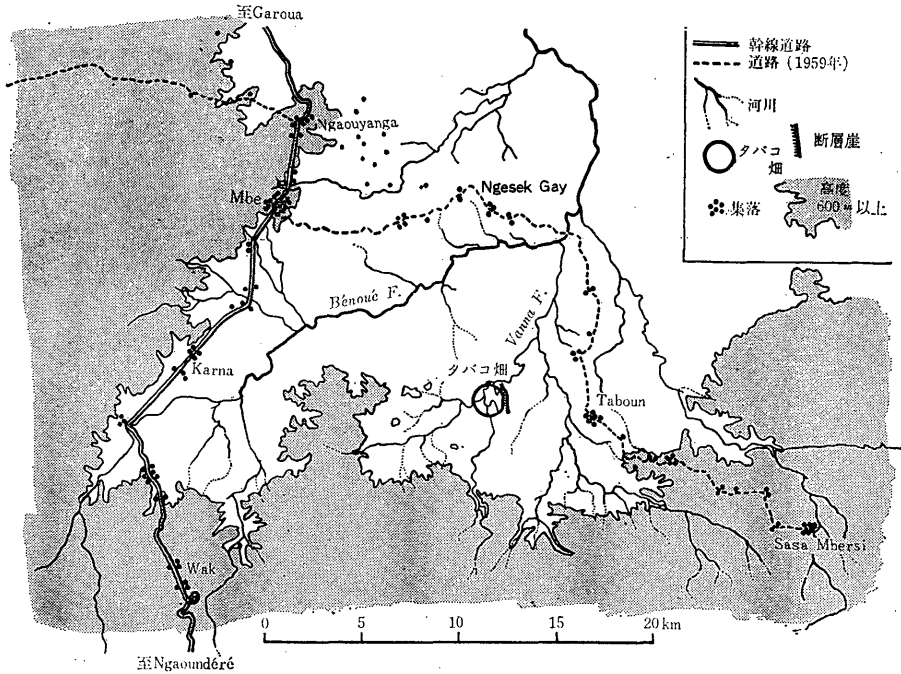 至Garoua
幹線道路
道路 (1959年)
河川
タバコ
畑
断層崖
集落
高度
600m以上
Ngaouyanga
Mbe
Ngesek Gay
Bénoué F.
Vanna F.
Karna
タバコ畑
Taboun
Sasa Mbersi
Wak
0 5 10 15 20 km
至Ngaoundéré